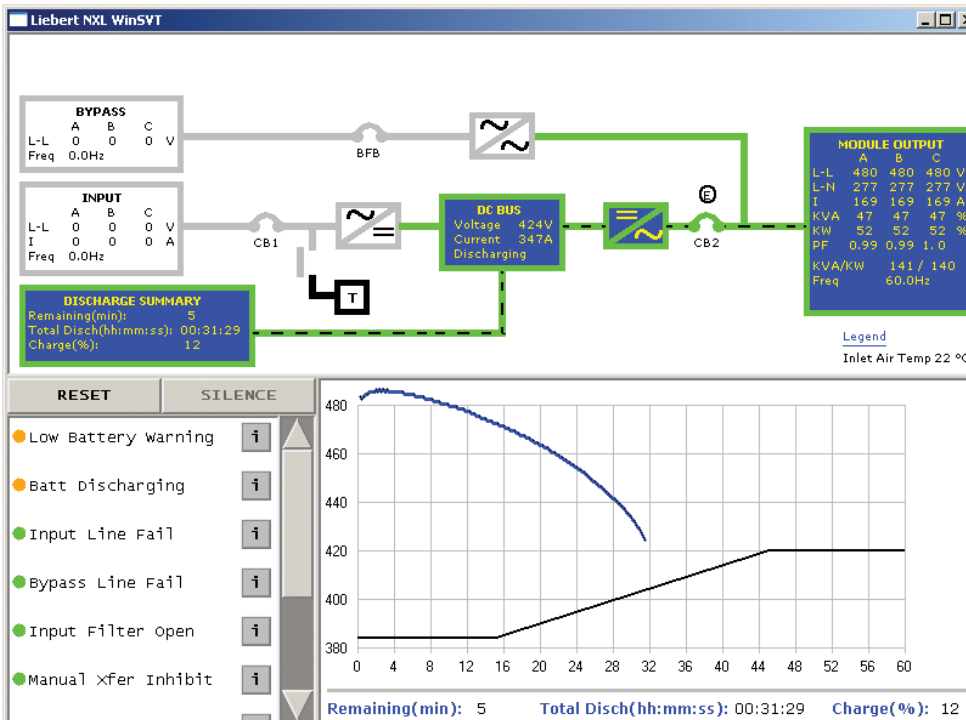 Liebert NXL WinSVT
BYPASS
A B C
L-L 0 0 0 V
Freq 0.0Hz
BFB
INPUT
A B C
L-L 0 0 0 V
I 0 0 0 A
Freq 0.0Hz
CB1
T
DC BUS
Voltage 424V
Current 347A
Discharging
E
CB2
MODULE OUTPUT
A B C
L-L 480 480 480 V
L-N 277 277 277 V
I 169 169 169 A
KVA 47 47 47 %
KW 52 52 52 %
PF 0.99 0.99 1.0
KVA/KW 141 / 140
Freq 60.0Hz
DISCHARGE SUMMARY
Remaining(min): 5
Total Disch(hh:mm:ss): 00:31:29
Charge(%): 12
Legend
Inlet Air Temp 22 °C
RESET SILENCE
Low Battery Warning i
Batt Discharging i
Input Line Fail i
Bypass Line Fail i
Input Filter Open i
Manual Xfer Inhibit i
480
460
440
420
400
380
0 4 8 12 16 20 24 28 32 36 40 44 48 52 56 60
Remaining(min): 5 Total Disch(hh:mm:ss): 00:31:29 Charge(%): 12